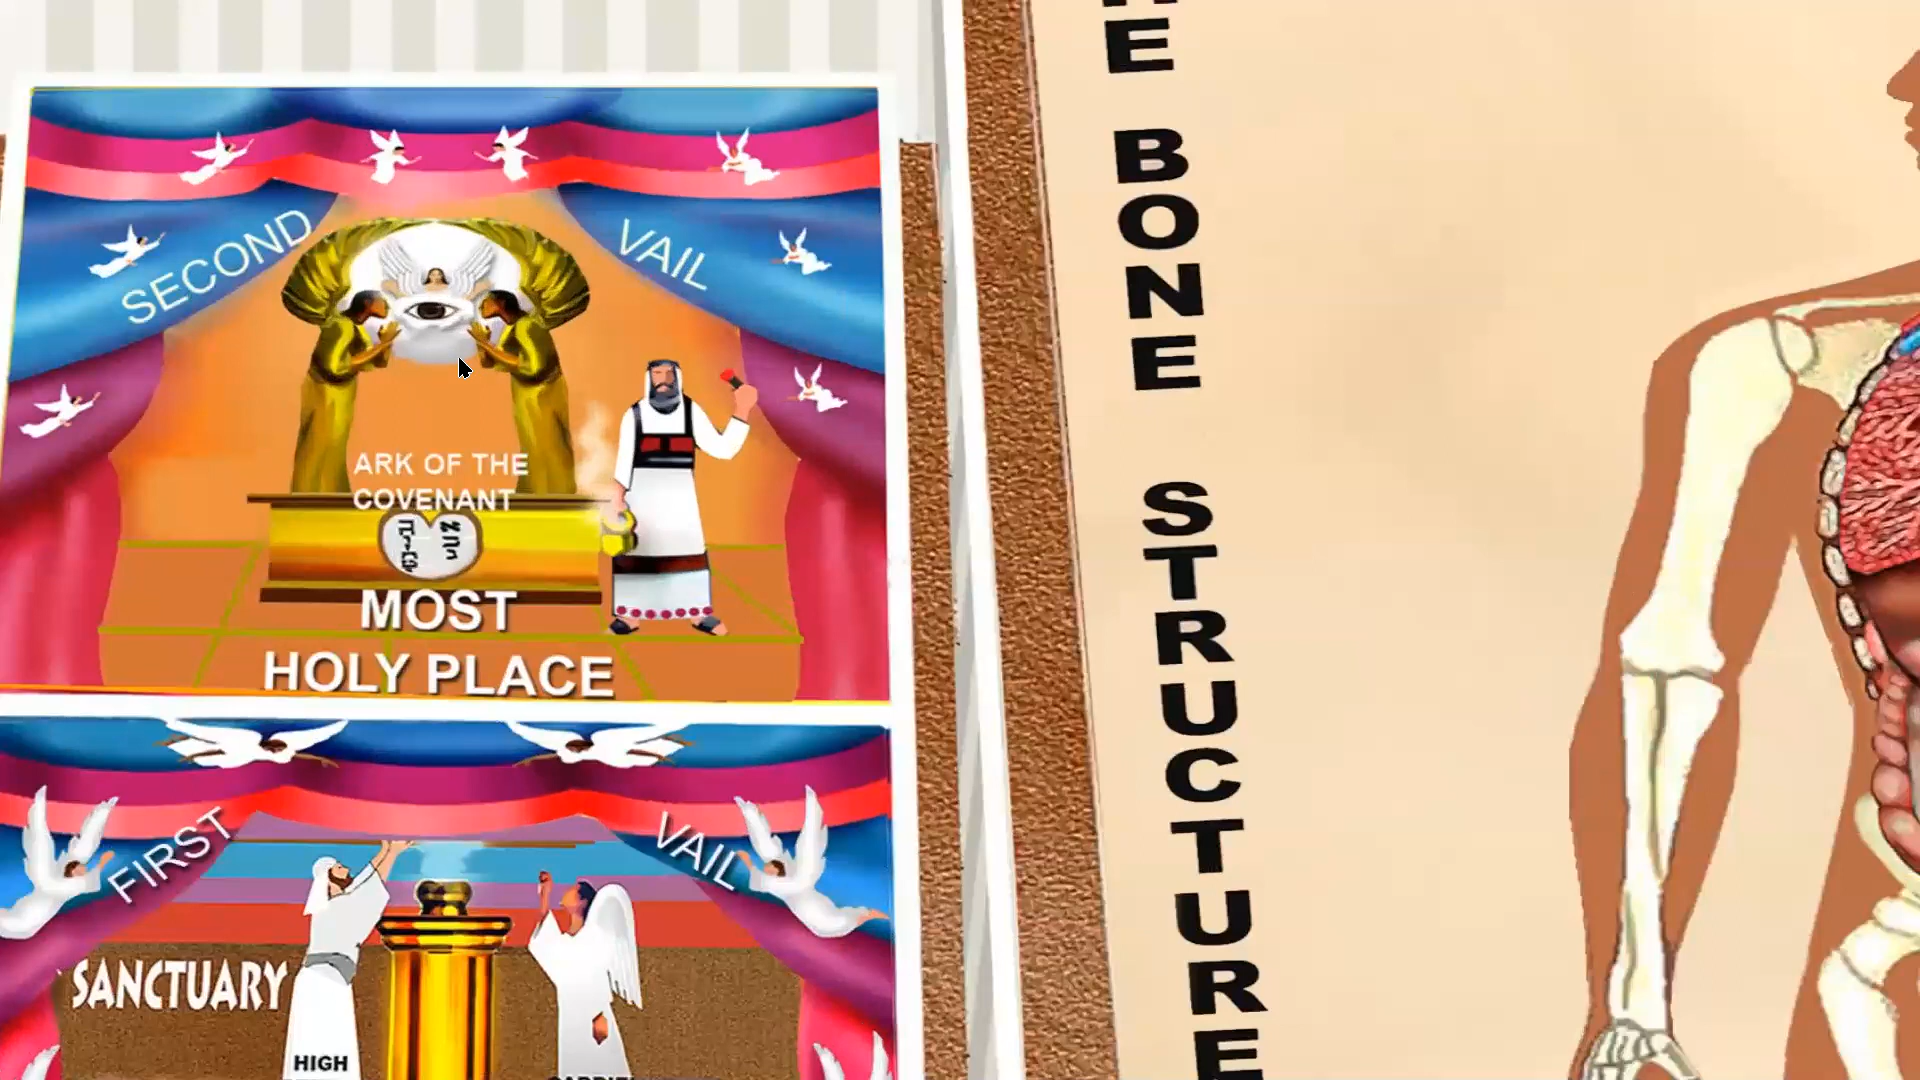 SECOND VAIL
ARK OF THE
COVENANT
MOST
HOLY PLACE
FIRST VAIL
SANCTUARY
HIGH
E BONE STRUCTURE